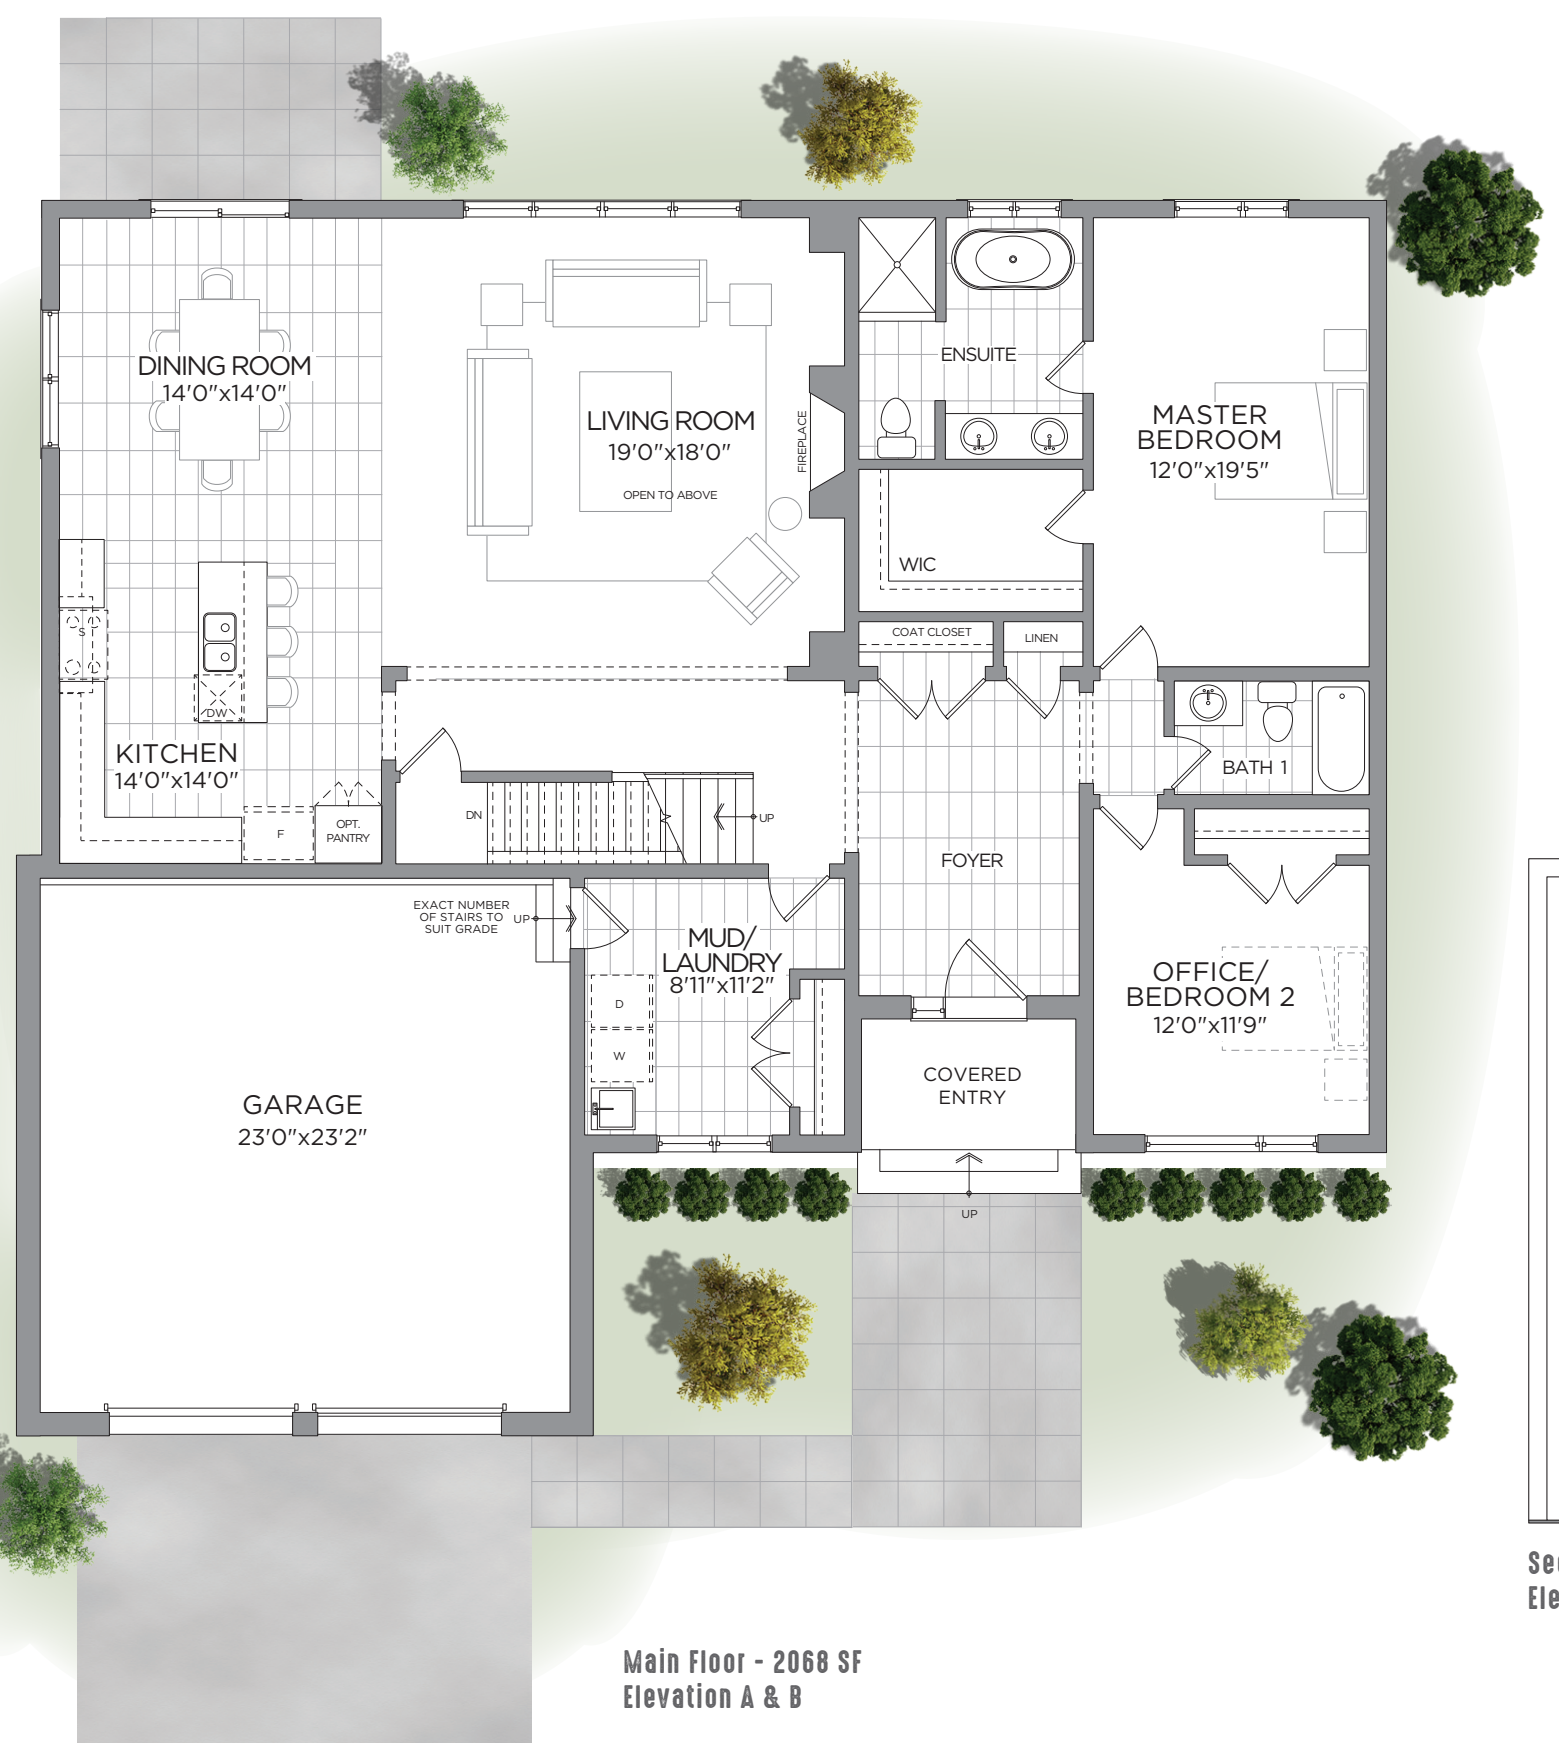 DINING ROOM
14'0"x14'0"
LIVING ROOM
19'0"x18'0"
OPEN TO ABOVE
FIREPLACE
ENSUITE
MASTER
BEDROOM
12'0"x19'5"
WIC
COAT CLOSET
LINEN
S
DW
KITCHEN
14'0"x14'0"
F
OPT.
PANTRY
DN
UP
BATH 1
FOYER
EXACT NUMBER
OF STAIRS TO
SUIT GRADE
UP
MUD/
LAUNDRY
8'11"x11'2"
D
W
OFFICE/
BEDROOM 2
12'0"x11'9"
COVERED
ENTRY
UP
GARAGE
23'0"x23'2"
Main Floor - 2068 SF
Elevation A & B